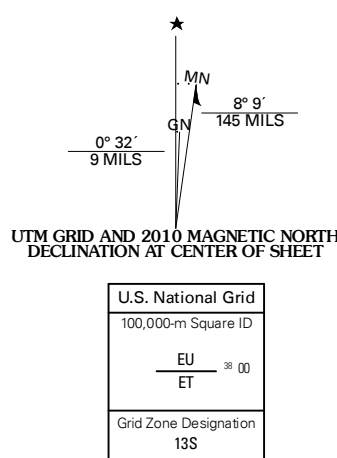 ★
MN
GN
8° 9´
145 MILS
0° 32´
9 MILS
UTM GRID AND 2010 MAGNETIC NORTH
DECLINATION AT CENTER OF SHEET
U.S. National Grid
100,000-m Square ID
EU
ET
38 00
Grid Zone Designation
13S